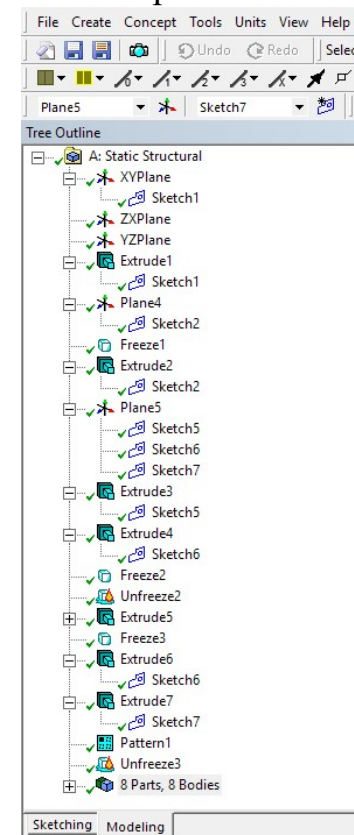 File Create Concept Tools Units View Help
Undo Redo
Plane5 Sketch7
Tree Outline
A: Static Structural
XYPlane
Sketch1
ZXPlane
YZPlane
Extrude1
Sketch1
Plane4
Sketch2
Freeze1
Extrude2
Sketch2
Plane5
Sketch5
Sketch6
Sketch7
Extrude3
Sketch5
Extrude4
Sketch6
Freeze2
Unfreeze2
Extrude5
Freeze3
Extrude6
Sketch6
Extrude7
Sketch7
Pattern1
Unfreeze3
8 Parts, 8 Bodies
Sketching Modeling